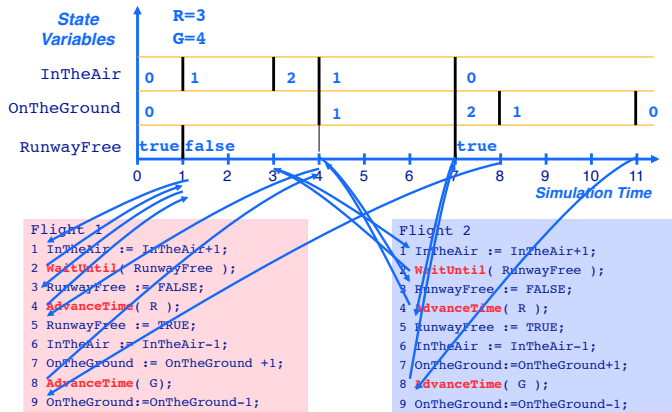 State Variables
R=3
G=4
InTheAir 0 1 2 1 0
OnTheGround 0 1 2 1 0
RunwayFree true false true
0 1 2 3 4 5 6 7 8 9 10 11
Simulation Time
Flight 1
1 InTheAir := InTheAir+1;
2 WaitUntil( RunwayFree );
3 RunwayFree := FALSE;
4 AdvanceTime( R );
5 RunwayFree := TRUE;
6 InTheAir := InTheAir-1;
7 OnTheGround := OnTheGround +1;
8 AdvanceTime( G);
9 OnTheGround:=OnTheGround-1;
Flight 2
1 InTheAir := InTheAir+1;
2 WaitUntil( RunwayFree );
3 RunwayFree := FALSE;
4 AdvanceTime( R );
5 RunwayFree := TRUE;
6 InTheAir := InTheAir-1;
7 OnTheGround:=OnTheGround+1;
8 AdvanceTime( G );
9 OnTheGround:=OnTheGround-1;